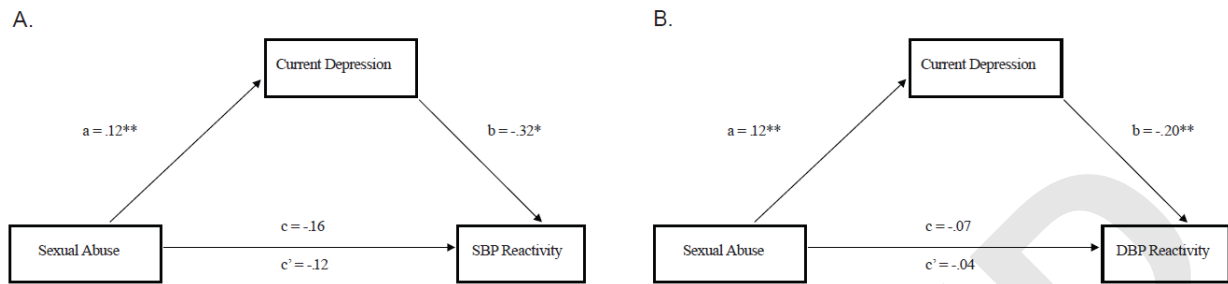 A.
Current Depression
a = .12**
b = -.32*
c = -.16
Sexual Abuse
SBP Reactivity
c' = -.12
B.
Current Depression
a = .12**
b = -.20**
c = -.07
Sexual Abuse
DBP Reactivity
c' = -.04